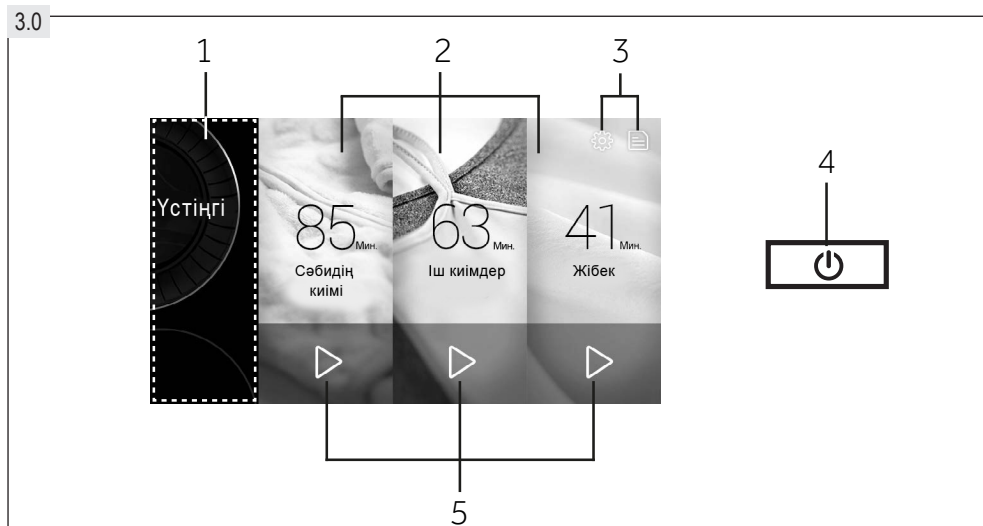 3.0
1
2
3
4
Үстіңгі
85 Мин.
Сәбидің
киімі
63 Мин.
Іш киімдер
41 Мин.
Жібек
5